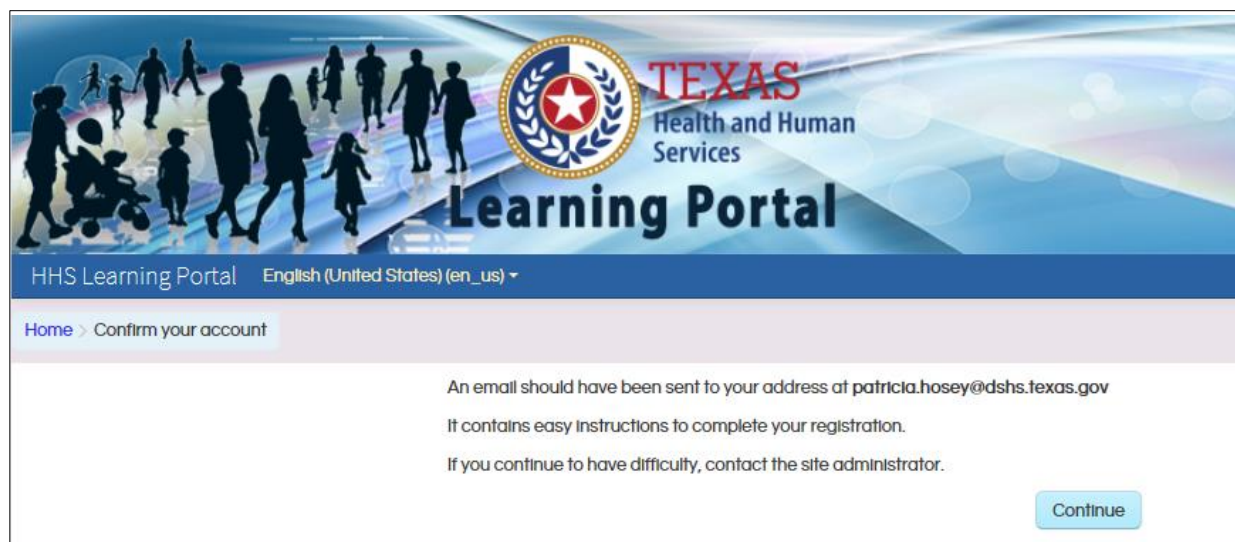 TEXAS
Health and Human
Services
Learning Portal
HHS Learning Portal English (United States) (en_us)
Home > Confirm your account
An email should have been sent to your address at patricia.hosey@dshs.texas.gov
It contains easy instructions to complete your registration.
If you continue to have difficulty, contact the site administrator.
Continue